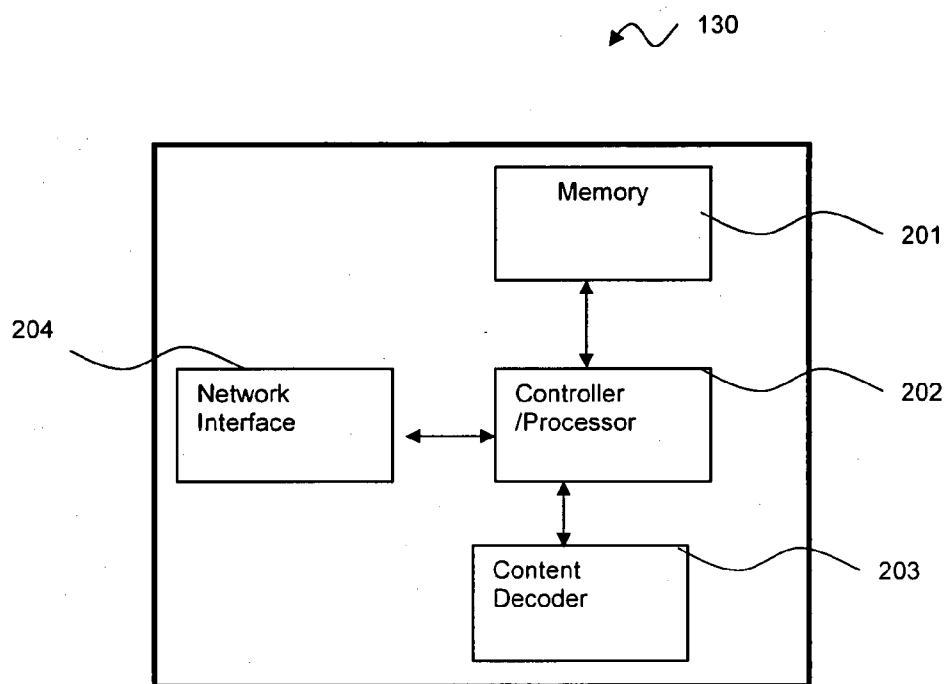 130
Memory
201
204
Network
Interface
Controller
/Processor
202
Content
Decoder
203